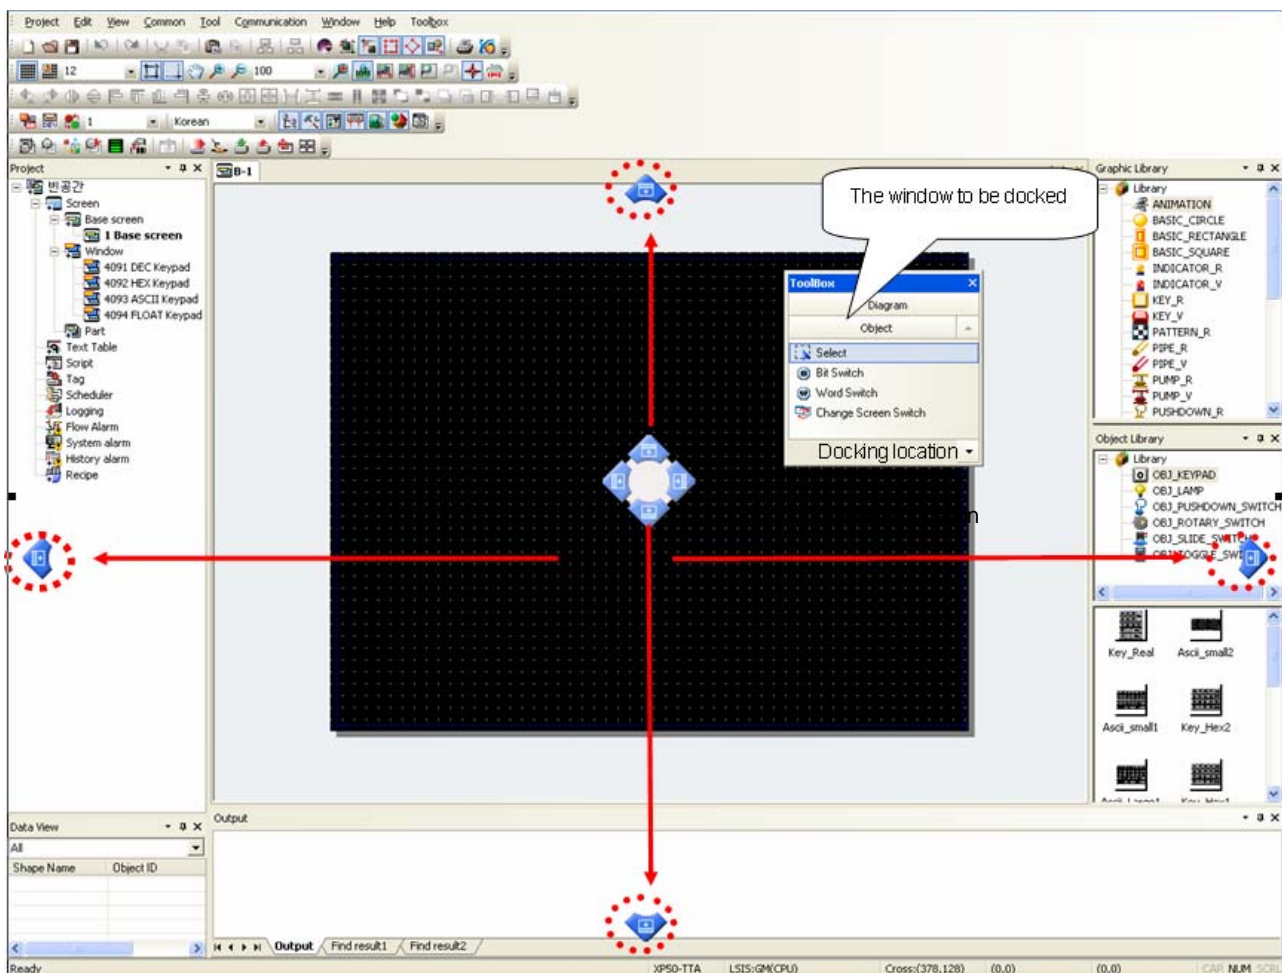 Project Edit View Common Tool Communication Window Help Toolbox
12 100
1 Korean
Project
B-1
빈공간
Screen
Base screen
1 Base screen
Window
4091 DEC Keypad
4092 HEX Keypad
4093 ASCII Keypad
4094 FLOAT Keypad
Part
Text Table
Script
Tag
Scheduler
Logging
Flow Alarm
System alarm
History alarm
Recipe
The window to be docked
ToolBox
Diagram
Object
Select
Bit Switch
Word Switch
Change Screen Switch
Docking location
n
Graphic Library
Library
ANIMATION
BASIC_CIRCLE
BASIC_RECTANGLE
BASIC_SQUARE
INDICATOR_R
INDICATOR_V
KEY_R
KEY_V
PATTERN_R
PIPE_R
PIPE_V
PUMP_R
PUMP_V
PUSHDOWN_R
Object Library
Library
OBJ_KEYPAD
OBJ_LAMP
OBJ_PUSHDOWN_SWITCH
OBJ_ROTARY_SWITCH
OBJ_SLIDE_SWITCH
OBJ_TOGGLE_SWI
Key_Real Ascii_small2
Ascii_small1 Key_Hex2
Ascii_Large1 Key_Hex1
Data View
All
Shape Name Object ID
Output
Output Find result1 Find result2
Ready XP50-TTA LSIS:GM(CPU) Cross:(378,128) (0,0) (0,0) CAP NUM SCRL